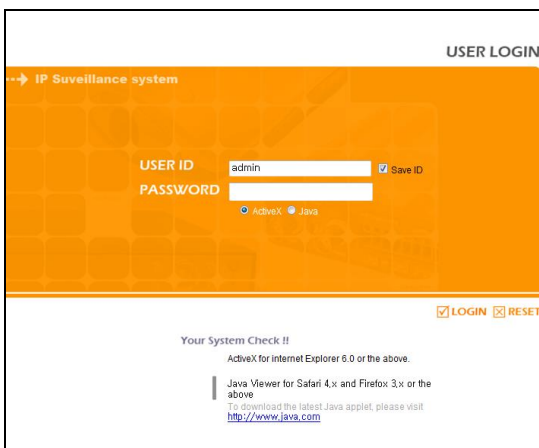 USER LOGIN
IP Suveillance system
USER ID admin Save ID
PASSWORD
ActiveX Java
LOGIN RESET
Your System Check !!
ActiveX for internet Explorer 6.0 or the above.
Java Viewer for Safari 4.x and Firefox 3.x or the
above
To download the latest Java applet, please visit
http://www.java.com